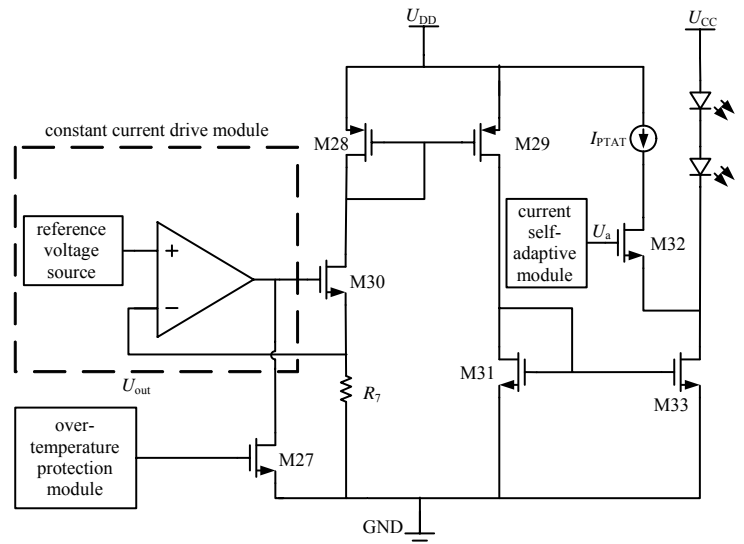 U_DD
U_CC
constant current drive module
M28
M29
I_PTAT
reference
voltage
source
+
−
current
self-
adaptive
module
U_a
M32
M30
U_out
R_7
M31
M33
over-
temperature
protection
module
M27
GND